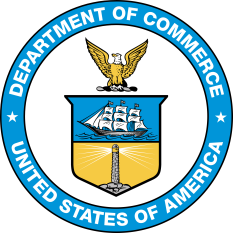 DEPARTMENT OF COMMERCE
UNITED STATES OF AMERICA